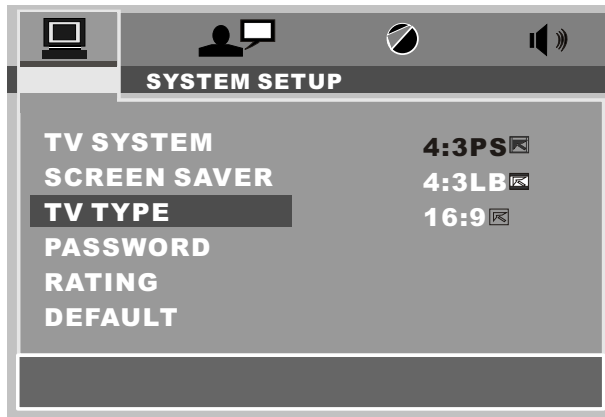 SYSTEM SETUP
TV SYSTEM 4:3PS
SCREEN SAVER 4:3LB
TV TYPE 16:9
PASSWORD
RATING
DEFAULT